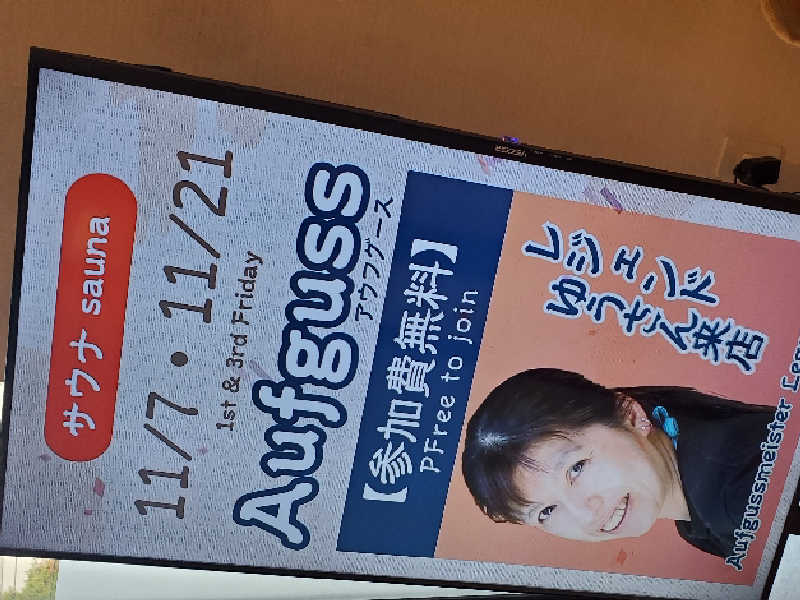 サウナ sauna
11/7・11/21
1st & 3rd Friday
Aufguss
アウフグース
【参加費無料】
PFree to join
レジェンド
ゆうさん来店
Aufgussmeister